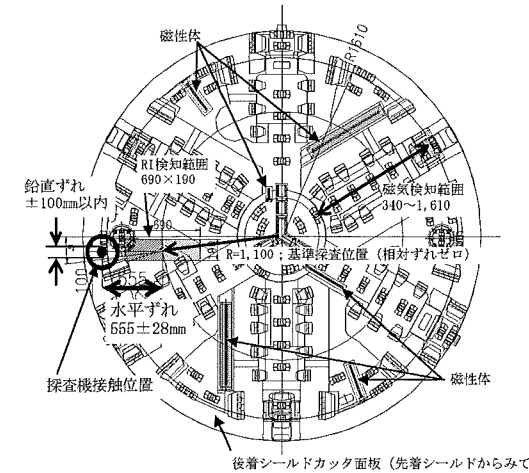 磁性体
R1610
RI検知範囲
690×190
鉛直ずれ
±100mm以内
磁気検知範囲
340～1,610
690
R=1,100；基準探査位置（相対ずれゼロ）
100
555
水平ずれ
555±28mm
探査機接触位置
磁性体
後着シールドカッタ面板（先着シールドからみて